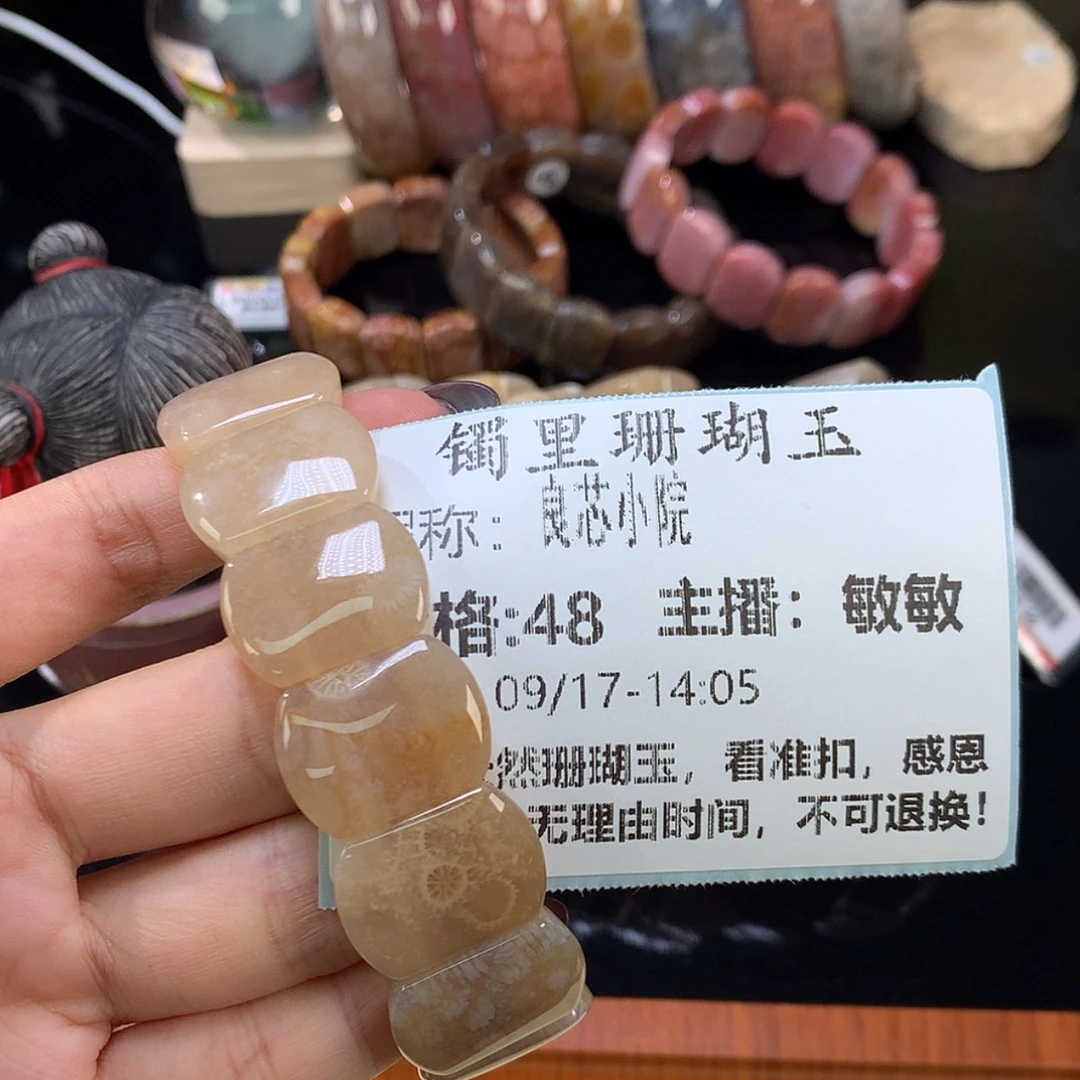 镯里珊瑚玉
称：良芯小院
格:48 主播：敏敏
09/17-14:05
然珊瑚玉，看准扣，感恩
无理由时间，不可退换！